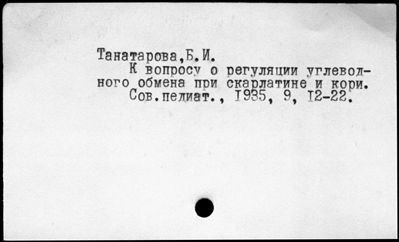 Танатарова,Б.И.
К вопросу о регуляции углевод-
ного обмена при скарлатине и кори.
Сов.педиат., 1935, 9, 12-22.